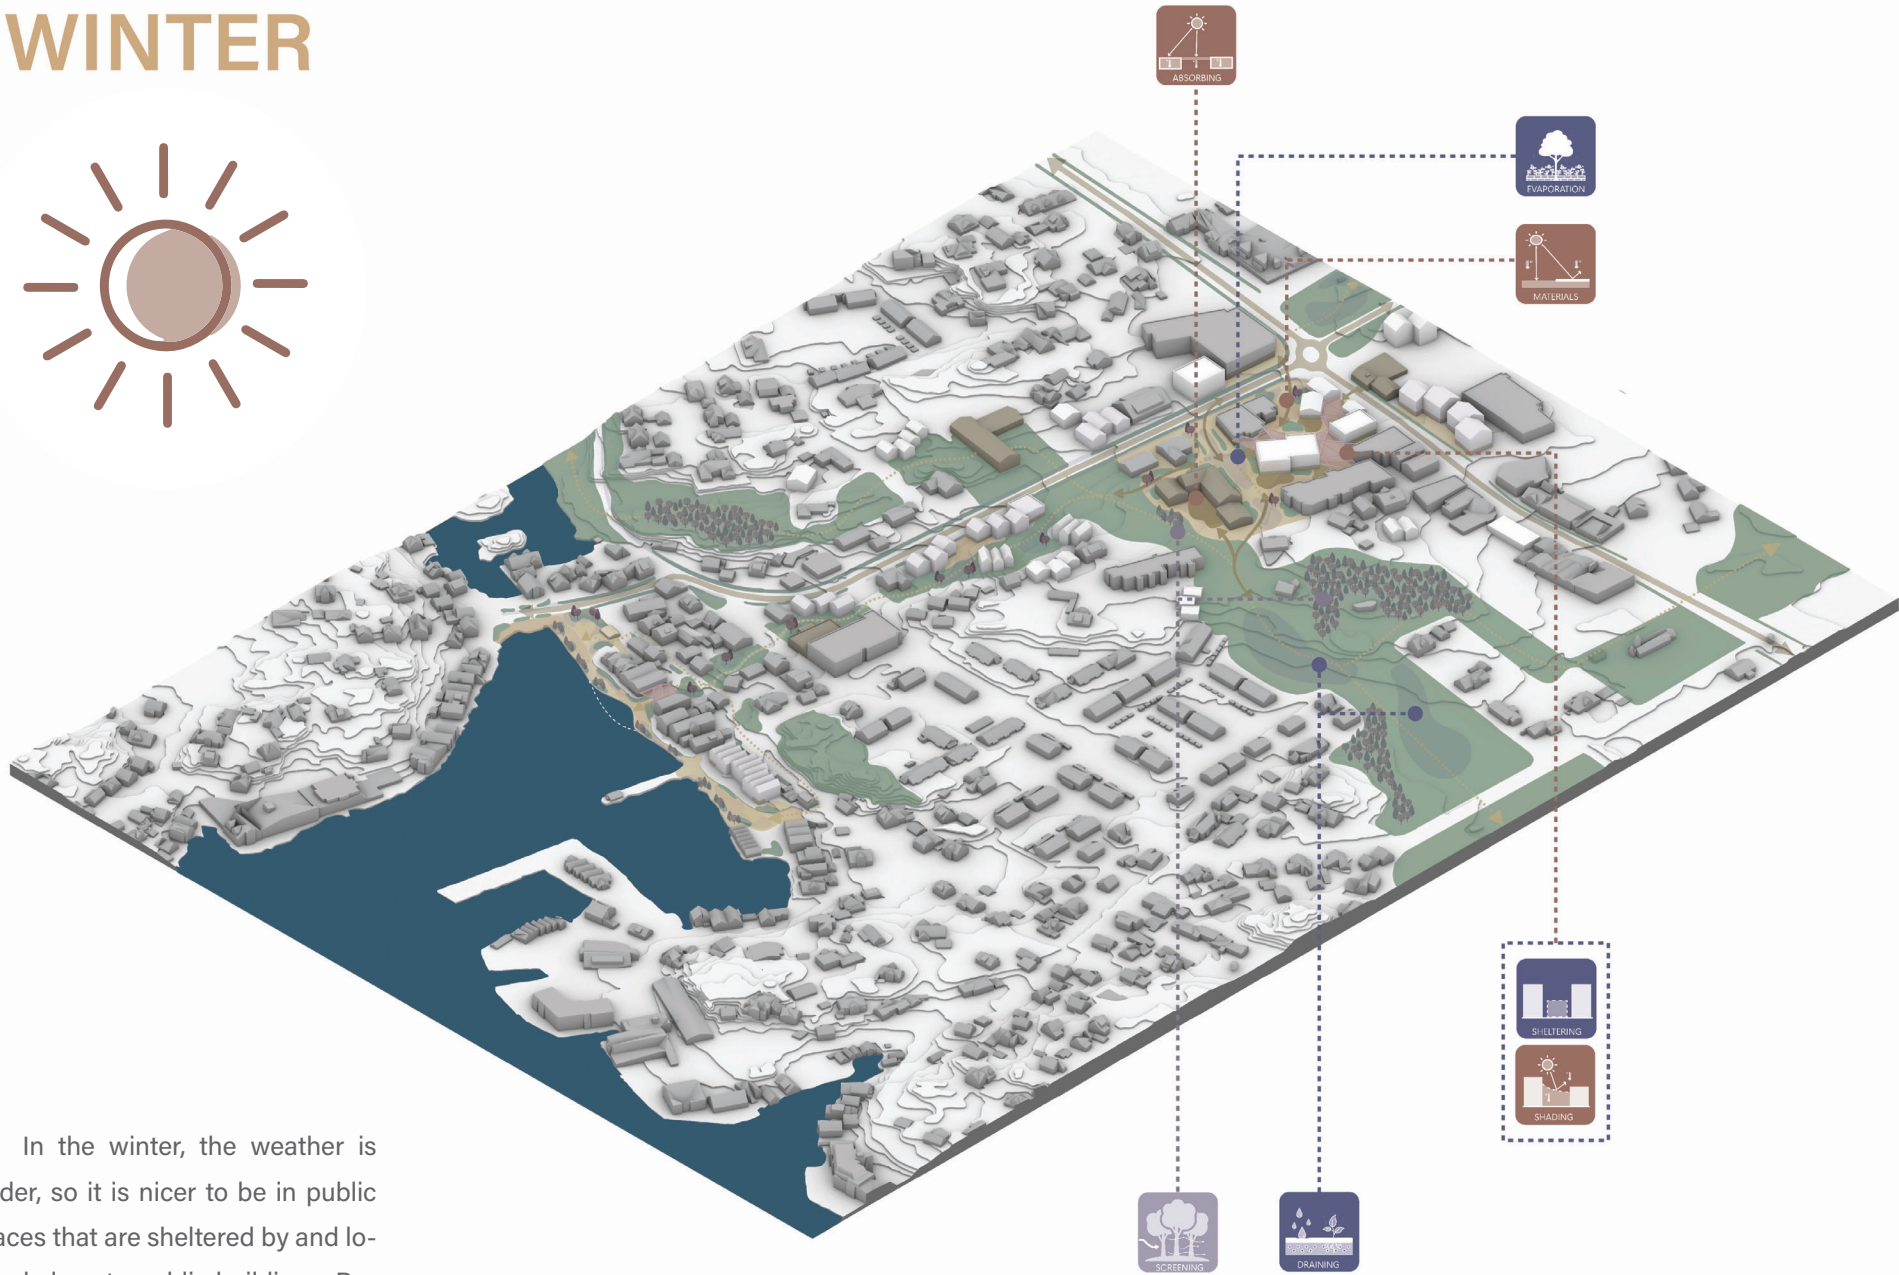 WINTER
ABSORBING
EVAPORATION
MATERIALS
SHELTERING
SHADING
SCREENING
DRAINING
In the winter, the weather is
der, so it is nicer to be in public
aces that are sheltered by and lo-